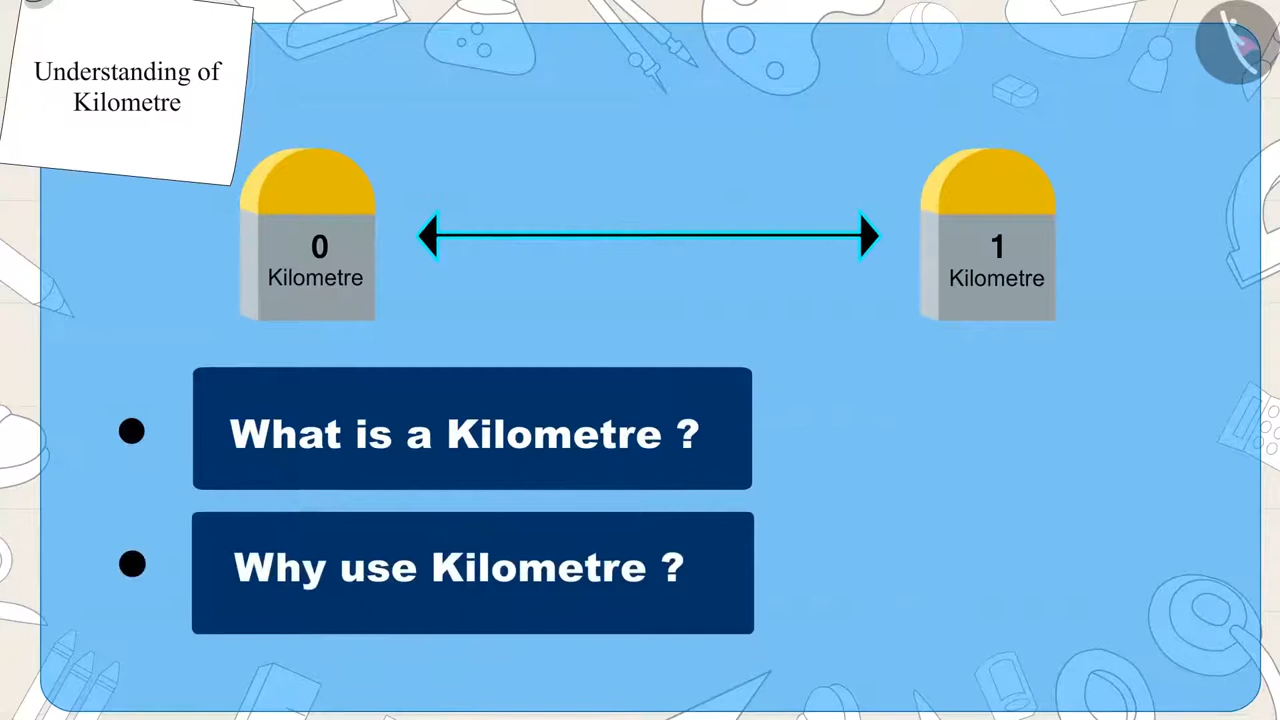 Understanding of
Kilometre
0
Kilometre
1
Kilometre
What is a Kilometre ?
Why use Kilometre ?